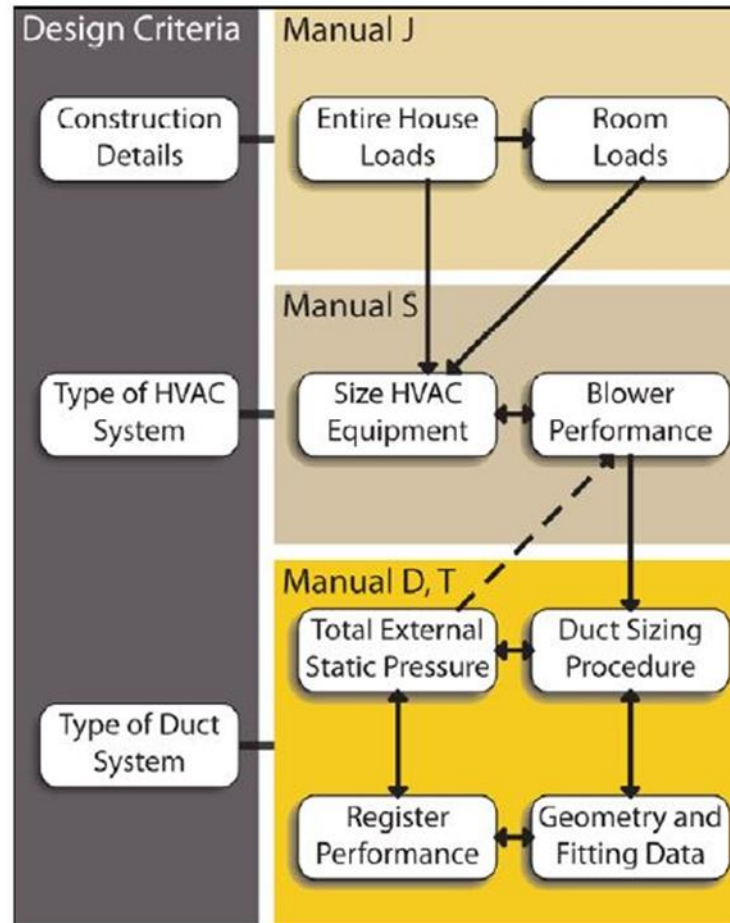 Design Criteria
Construction
Details
Type of HVAC
System
Type of Duct
System
Manual J
Entire House
Loads
Room
Loads
Manual S
Size HVAC
Equipment
Blower
Performance
Manual D, T
Total External
Static Pressure
Duct Sizing
Procedure
Register
Performance
Geometry and
Fitting Data